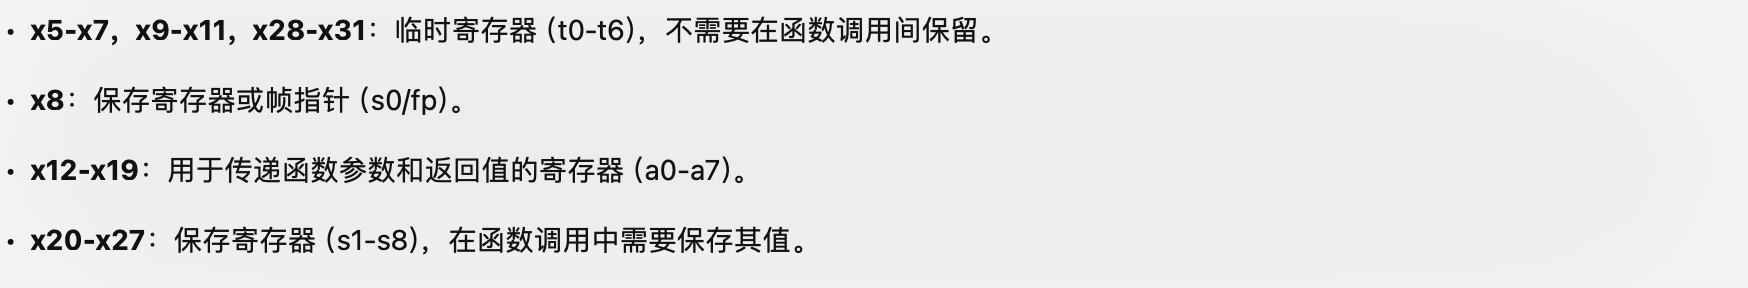 • x5-x7，x9-x11，x28-x31：临时寄存器 (t0-t6)，不需要在函数调用间保留。
• x8：保存寄存器或帧指针 (s0/fp)。
• x12-x19：用于传递函数参数和返回值的寄存器 (a0-a7)。
• x20-x27：保存寄存器 (s1-s8)，在函数调用中需要保存其值。